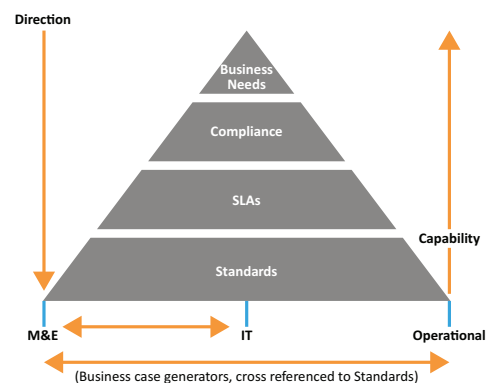 Direction
Business
Needs
Compliance
SLAs
Capability
Standards
M&E
IT
Operational
(Business case generators, cross referenced to Standards)